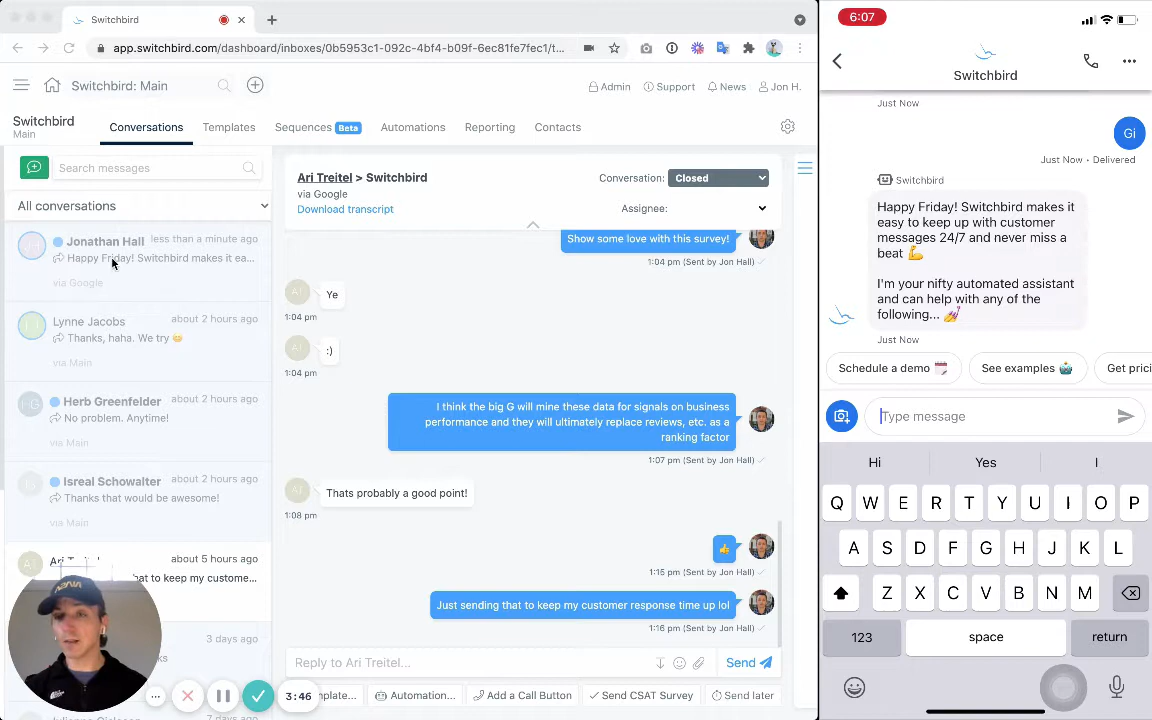 Switchbird
app.switchbird.com/dashboard/inboxes/0b5953c1-092c-4bf4-b09f-6ec81fe7fec1/t...
Switchbird: Main
Admin
Support
News
Jon H.
Switchbird
Main
Conversations
Templates
Sequences Beta
Automations
Reporting
Contacts
Search messages
All conversations
Jonathan Hall less than a minute ago
Happy Friday! Switchbird makes it ea...
via Google
Lynne Jacobs about 2 hours ago
Thanks, haha. We try 😊
via Main
Herb Greenfelder about 2 hours ago
HG
No problem. Anytime!
via Main
Isreal Showalter about 2 hours ago
Thanks that would be awesome!
via Main
about 5 hours ago
hat to keep my custome...
3 days ago
7 days ago
3:46
Ari Treitel > Switchbird
via Google
Download transcript
Conversation: Closed
Assignee:
Show some love with this survey!
1:04 pm (Sent by Jon Hall)
AT
Ye
1:04 pm
AT
:)
1:04 pm
I think the big G will mine these data for signals on business
performance and they will ultimately replace reviews, etc. as a
ranking factor
1:07 pm (Sent by Jon Hall)
AT
Thats probably a good point!
1:08 pm
👍
1:15 pm (Sent by Jon Hall)
Just sending that to keep my customer response time up lol
1:16 pm (Sent by Jon Hall)
Reply to Ari Treitel...
Send
mplate...
Automation...
Add a Call Button
Send CSAT Survey
Send later
6:07
Switchbird
Just Now
Gi
Just Now • Delivered
Switchbird
Happy Friday! Switchbird makes it
easy to keep up with customer
messages 24/7 and never miss a
beat 💪
I'm your nifty automated assistant
and can help with any of the
following... 💅
Just Now
Schedule a demo 🗓
See examples 🤖
Get prici
Type message
Hi Yes I
Q W E R T Y U I O P
A S D F G H J K L
Z X C V B N M
123 space return